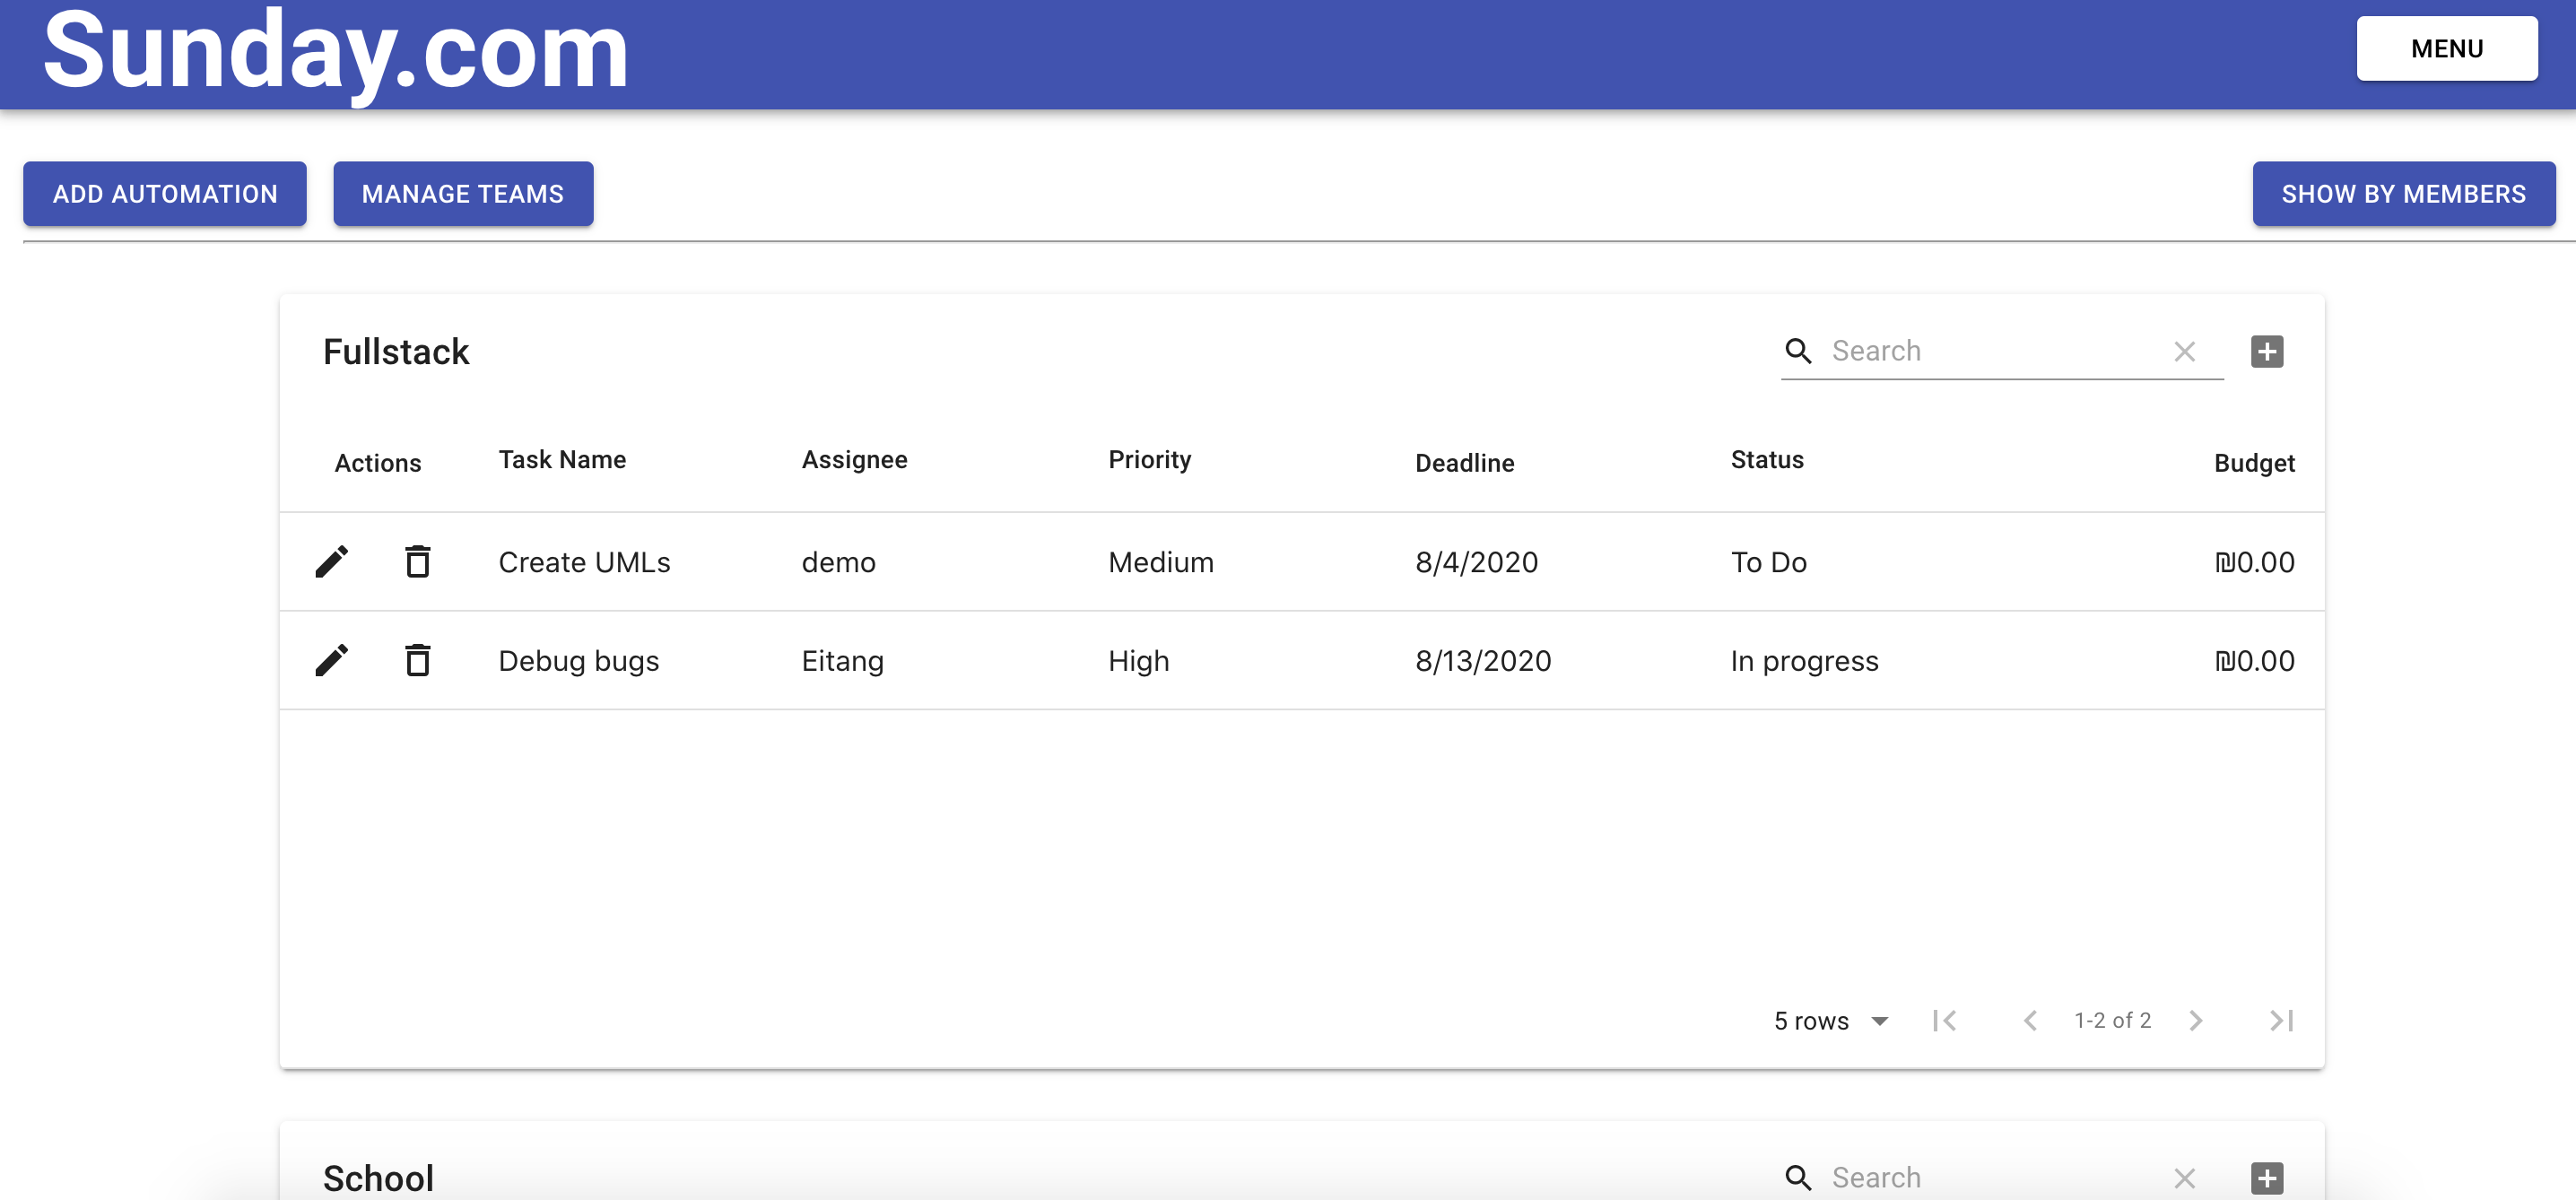 Sunday.com
MENU
ADD AUTOMATION
MANAGE TEAMS
SHOW BY MEMBERS
Fullstack
Search
Actions Task Name Assignee Priority Deadline Status Budget
Create UMLs demo Medium 8/4/2020 To Do ₪0.00
Debug bugs Eitang High 8/13/2020 In progress ₪0.00
5 rows 1-2 of 2
School
Search